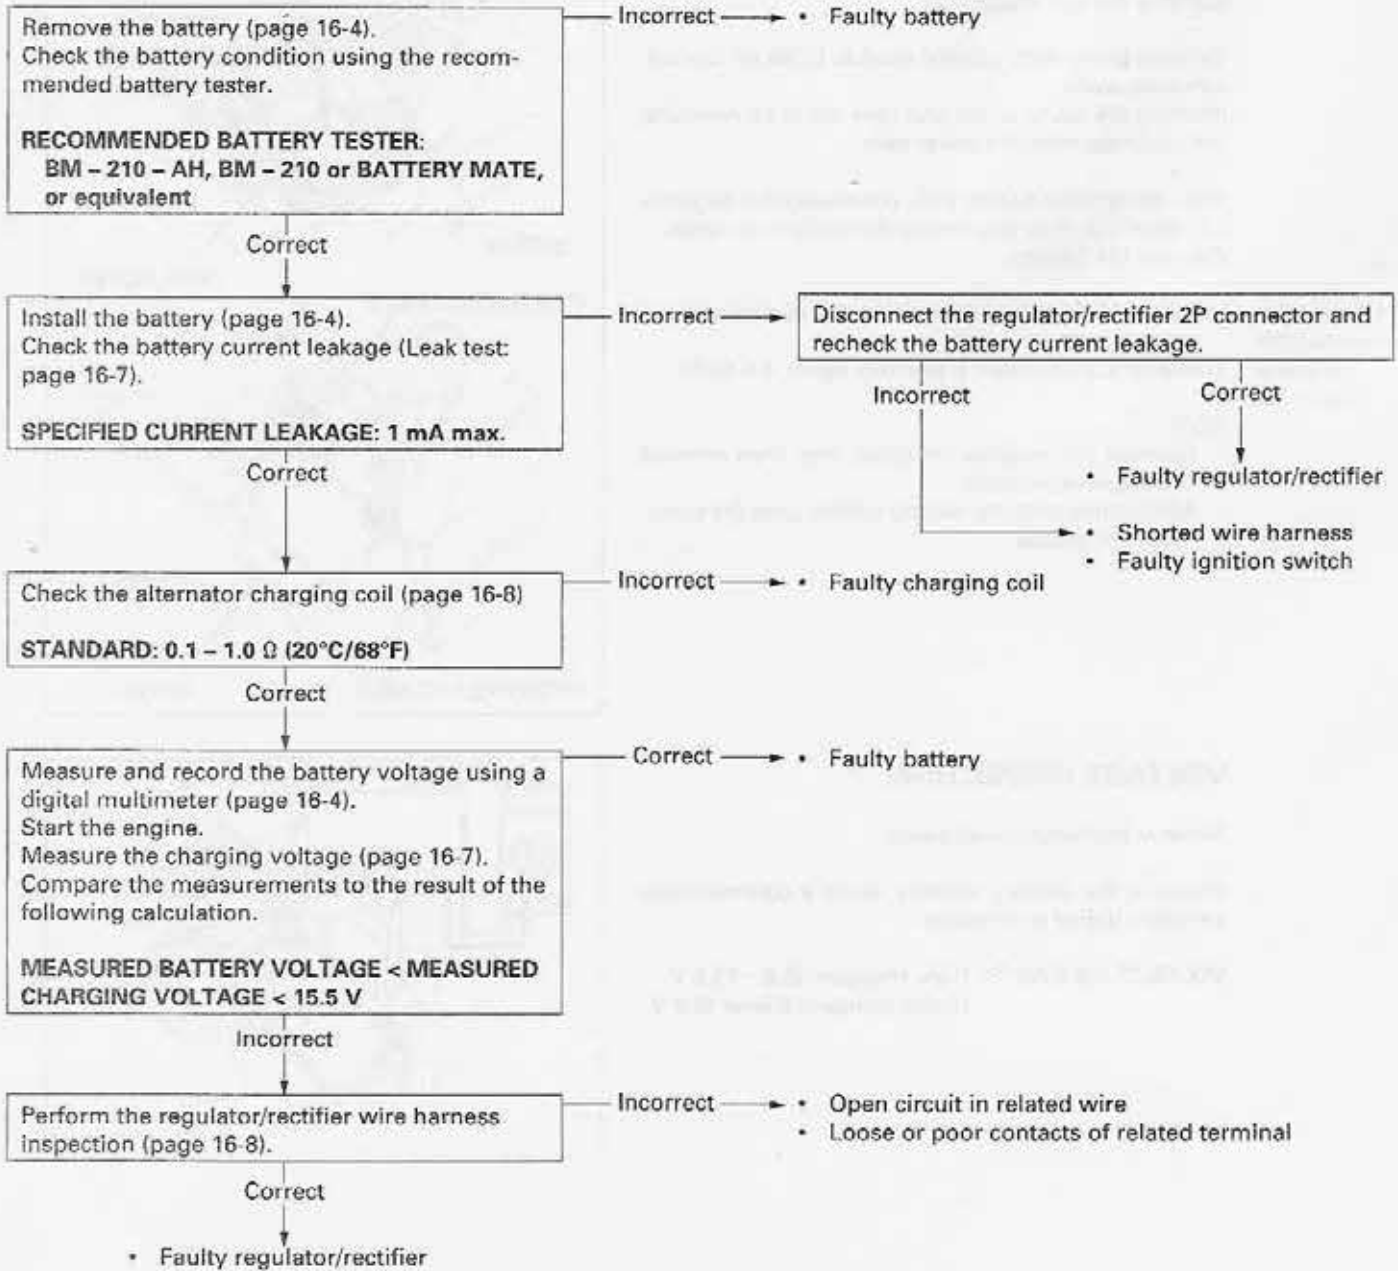 Remove the battery (page 16-4).
Check the battery condition using the recom-
mended battery tester.
RECOMMENDED BATTERY TESTER:
BM – 210 – AH, BM – 210 or BATTERY MATE,
or equivalent
Incorrect
• Faulty battery
Correct
Install the battery (page 16-4).
Check the battery current leakage (Leak test:
page 16-7).
SPECIFIED CURRENT LEAKAGE: 1 mA max.
Incorrect
Disconnect the regulator/rectifier 2P connector and
recheck the battery current leakage.
Incorrect
Correct
• Faulty regulator/rectifier
• Shorted wire harness
• Faulty ignition switch
Correct
Check the alternator charging coil (page 16-8)
STANDARD: 0.1 – 1.0 Ω (20°C/68°F)
Incorrect
• Faulty charging coil
Correct
Measure and record the battery voltage using a
digital multimeter (page 16-4).
Start the engine.
Measure the charging voltage (page 16-7).
Compare the measurements to the result of the
following calculation.
MEASURED BATTERY VOLTAGE < MEASURED
CHARGING VOLTAGE < 15.5 V
Correct
• Faulty battery
Incorrect
Perform the regulator/rectifier wire harness
inspection (page 16-8).
Incorrect
• Open circuit in related wire
• Loose or poor contacts of related terminal
Correct
• Faulty regulator/rectifier